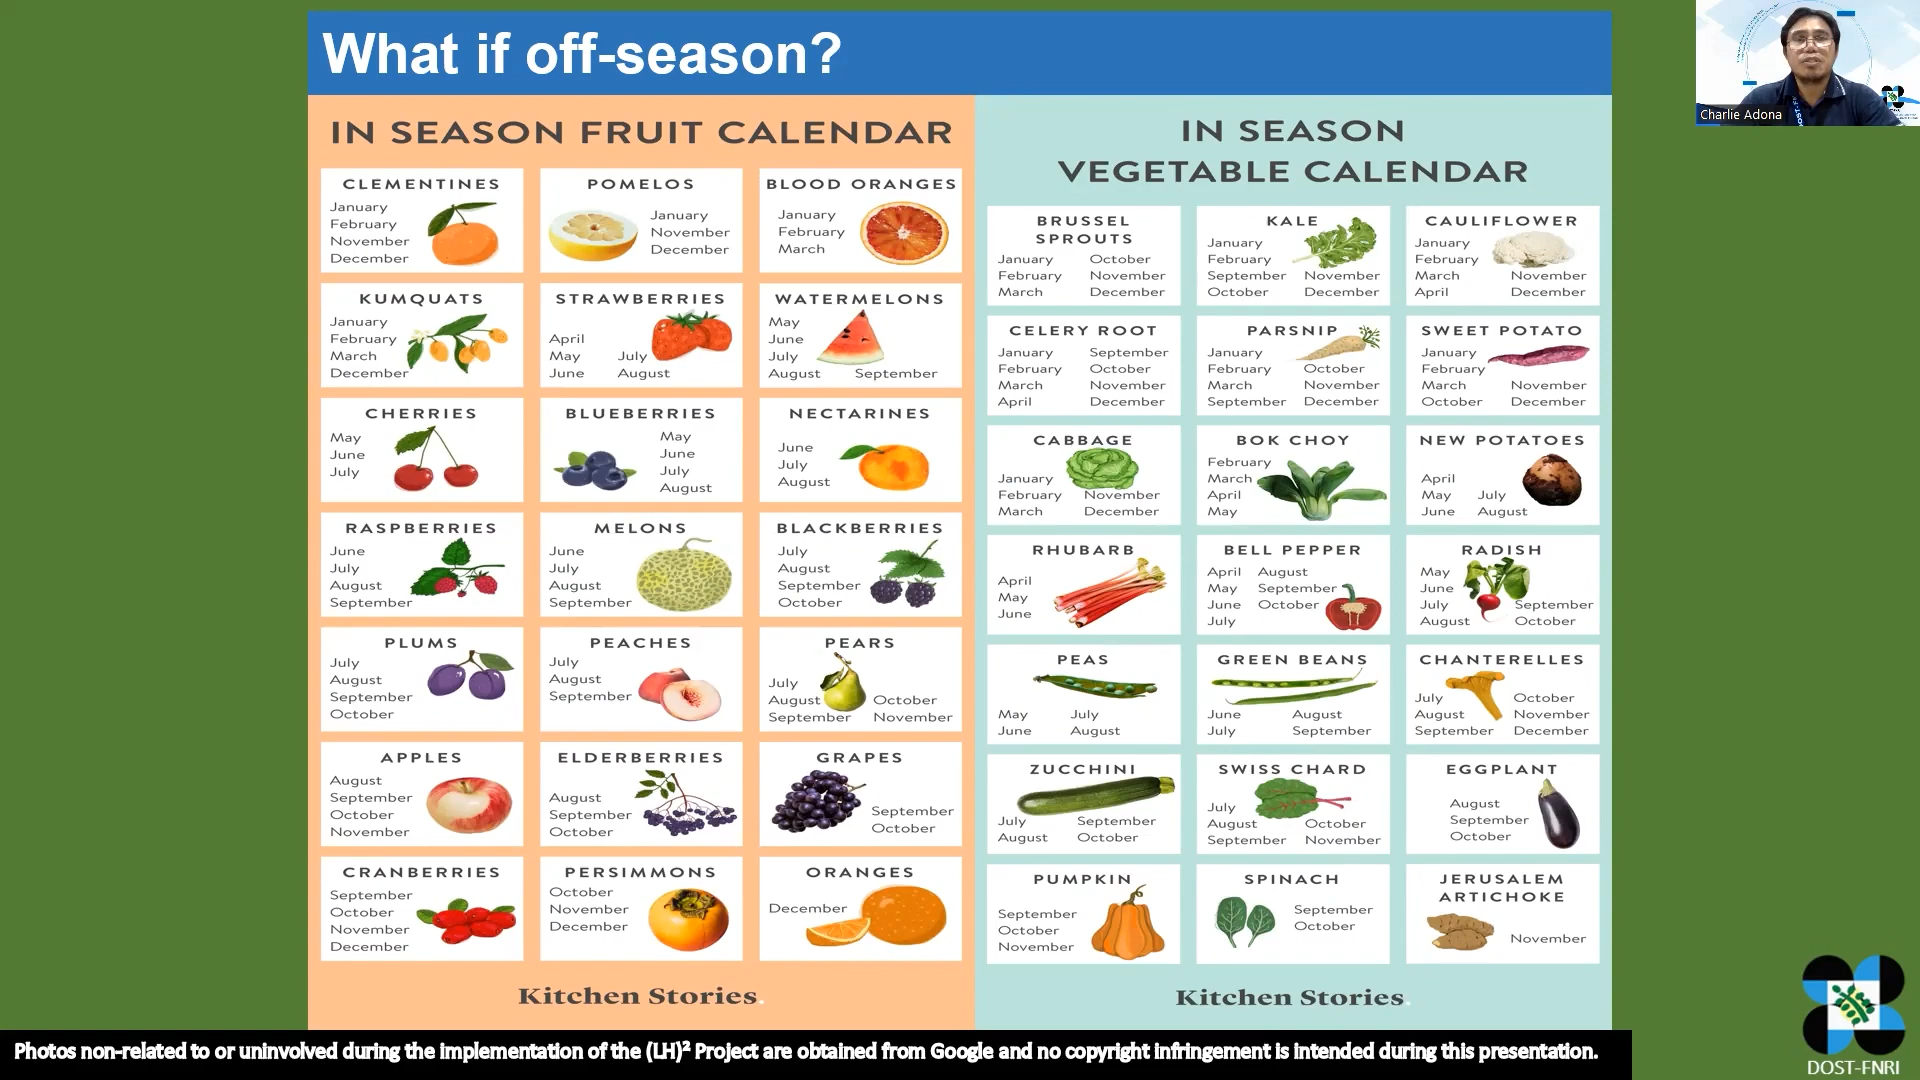 What if off-season?
Charlie Adona
IN SEASON FRUIT CALENDAR
CLEMENTINES
January
February
November
December
POMELOS
January
November
December
BLOOD ORANGES
January
February
March
KUMQUATS
January
February
March
December
STRAWBERRIES
April
May July
June August
WATERMELONS
May
June
July
August September
CHERRIES
May
June
July
BLUEBERRIES
May
June
July
August
NECTARINES
June
July
August
RASPBERRIES
June
July
August
September
MELONS
June
July
August
September
BLACKBERRIES
July
August
September
October
PLUMS
July
August
September
October
PEACHES
July
August
September
PEARS
July
August October
September November
APPLES
August
September
October
November
ELDERBERRIES
August
September
October
GRAPES
September
October
CRANBERRIES
September
October
November
December
PERSIMMONS
October
November
December
ORANGES
December
Kitchen Stories.
IN SEASON
VEGETABLE CALENDAR
BRUSSEL
SPROUTS
January October
February November
March December
KALE
January
February
September November
October December
CAULIFLOWER
January
February
March November
April December
CELERY ROOT
January September
February October
March November
April December
PARSNIP
January
February October
March November
September December
SWEET POTATO
January
February
March November
October December
CABBAGE
January
February November
March December
BOK CHOY
February
March
April
May
NEW POTATOES
April
May July
June August
RHUBARB
April
May
June
BELL PEPPER
April August
May September
June October
July
RADISH
May
June
July September
August October
PEAS
May July
June August
GREEN BEANS
June August
July September
CHANTERELLES
July October
August November
September December
ZUCCHINI
July September
August October
SWISS CHARD
July
August October
September November
EGGPLANT
August
September
October
PUMPKIN
September
October
November
SPINACH
September
October
JERUSALEM
ARTICHOKE
November
Kitchen Stories.
Photos non-related to or uninvolved during the implementation of the (LH)² Project are obtained from Google and no copyright infringement is intended during this presentation.
DOST-FNRI